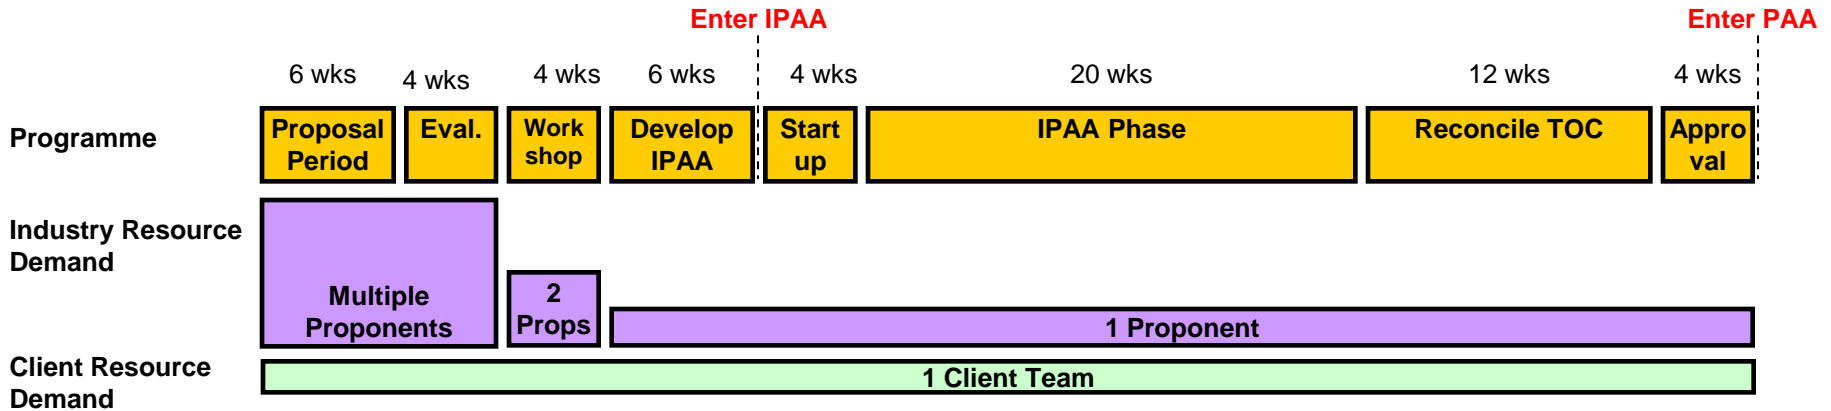 Enter IPAA
Enter PAA
6 wks
4 wks
4 wks
6 wks
4 wks
20 wks
12 wks
4 wks
Programme
Proposal
Period
Eval.
Work
shop
Develop
IPAA
Start
up
IPAA Phase
Reconcile TOC
Appro
val
Industry Resource
Demand
Multiple
Proponents
2
Props
1 Proponent
Client Resource
Demand
1 Client Team